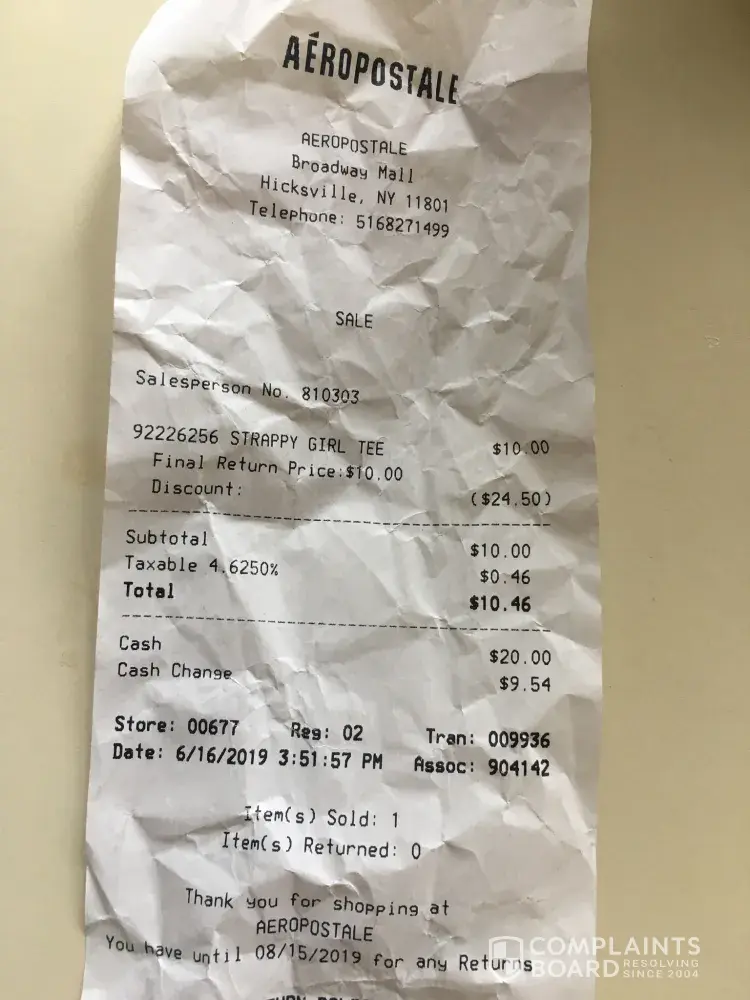 AÉROPOSTALE
AEROPOSTALE
Broadway Mall
Hicksville, NY 11801
Telephone: 5168271499
SALE
Salesperson No. 810303
92226256 STRAPPY GIRL TEE $10.00
Final Return Price:$10.00
Discount: ($24.50)
Subtotal $10.00
Taxable 4.6250% $0.46
Total $10.46
Cash $20.00
Cash Change $9.54
Store: 00677 Reg: 02 Tran: 009936
Date: 6/16/2019 3:51:57 PM Assoc: 904142
Item(s) Sold: 1
Item(s) Returned: 0
Thank you for shopping at
AEROPOSTALE
You have until 08/15/2019 for any Returns
COMPLAINTS
BOARD RESOLVING
SINCE 2004